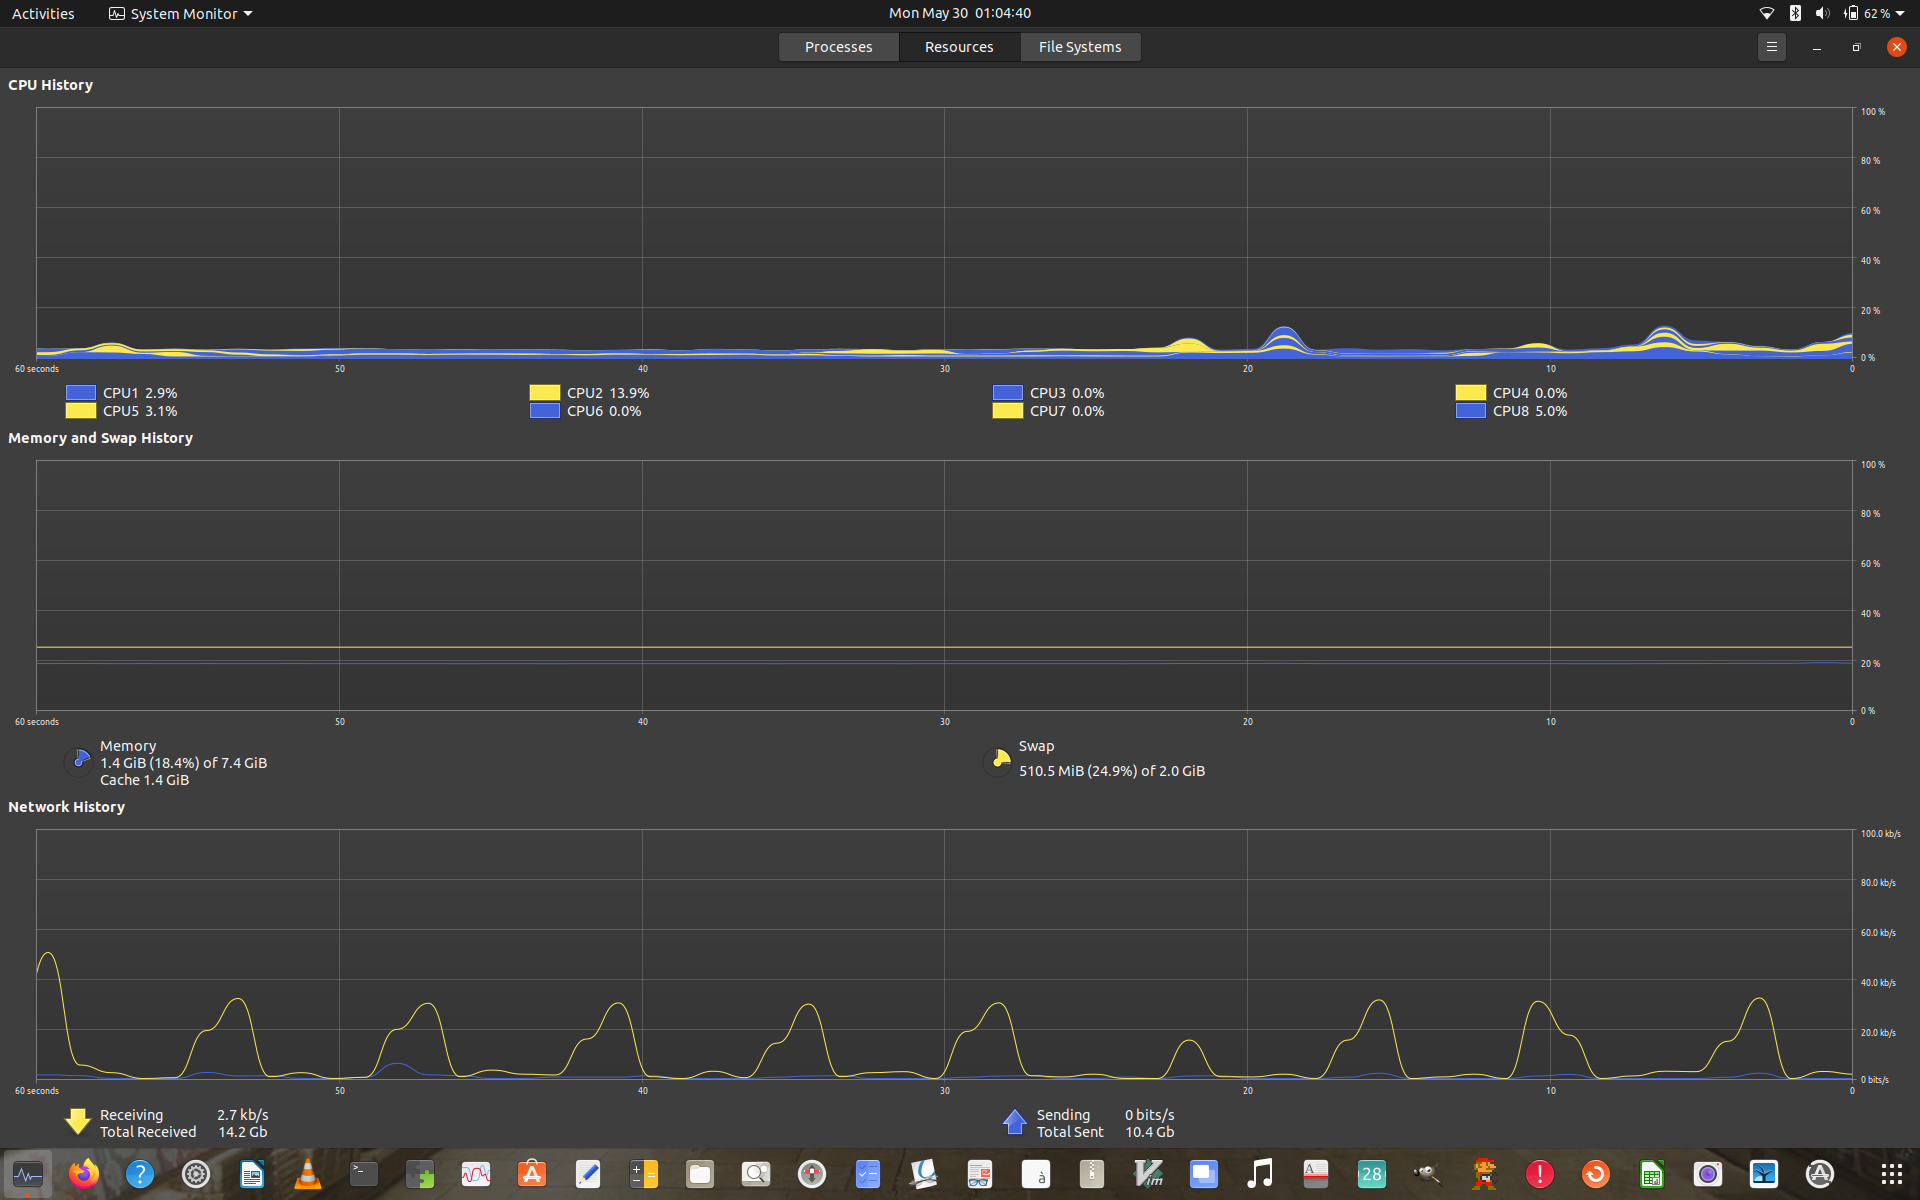 Activities System Monitor Mon May 30 01:04:40 62 %
Processes Resources File Systems
CPU History
100 %
80 %
60 %
40 %
20 %
0 %
60 seconds 50 40 30 20 10 0
CPU1 2.9% CPU2 13.9% CPU3 0.0% CPU4 0.0%
CPU5 3.1% CPU6 0.0% CPU7 0.0% CPU8 5.0%
Memory and Swap History
100 %
80 %
60 %
40 %
20 %
0 %
60 seconds 50 40 30 20 10 0
Memory
1.4 GiB (18.4%) of 7.4 GiB
Cache 1.4 GiB
Swap
510.5 MiB (24.9%) of 2.0 GiB
Network History
100.0 kb/s
80.0 kb/s
60.0 kb/s
40.0 kb/s
20.0 kb/s
0 bits/s
60 seconds 50 40 30 20 10 0
Receiving 2.7 kb/s
Total Received 14.2 Gb
Sending 0 bits/s
Total Sent 10.4 Gb
? >_ à Vim A 28 !